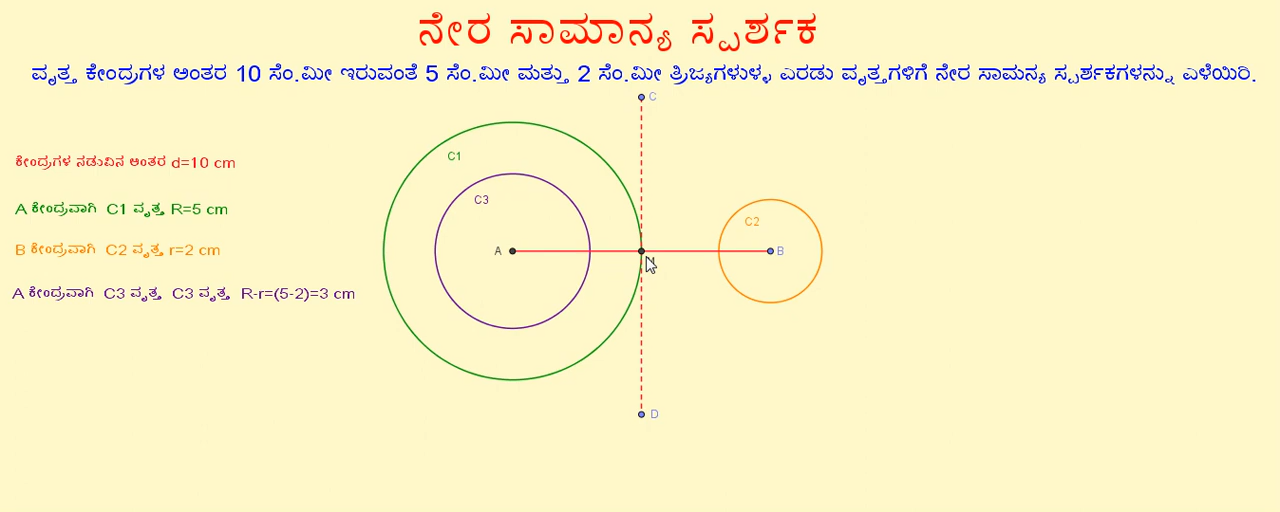 ನೇರ ಸಾಮಾನ್ಯ ಸ್ಪರ್ಶಕ
ವೃತ್ತ ಕೇಂದ್ರಗಳ ಅಂತರ 10 ಸೆಂ.ಮೀ ಇರುವಂತೆ 5 ಸೆಂ.ಮೀ ಮತ್ತು 2 ಸೆಂ.ಮೀ ತ್ರಿಜ್ಯಗಳುಳ್ಳ ಎರಡು ವೃತ್ತಗಳಿಗೆ ನೇರ ಸಾಮನ್ಯ ಸ್ಪರ್ಶಕಗಳನ್ನು ಎಳೆಯಿರಿ.
C
C1
ಕೇಂದ್ರಗಳ ನಡುವಿನ ಅಂತರ d=10 cm
C3
A ಕೇಂದ್ರವಾಗಿ C1 ವೃತ್ತ R=5 cm
C2
B ಕೇಂದ್ರವಾಗಿ C2 ವೃತ್ತ r=2 cm
A
B
A ಕೇಂದ್ರವಾಗಿ C3 ವೃತ್ತ C3 ವೃತ್ತ R-r=(5-2)=3 cm
D